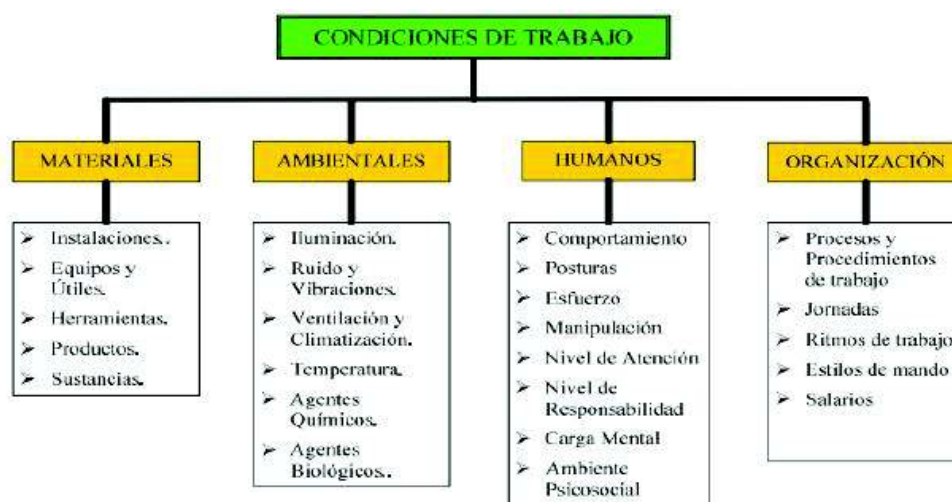 CONDICIONES DE TRABAJO
MATERIALES
Instalaciones..
Equipos y
Útiles.
Herramientas.
Productos.
Sustancias.
AMBIENTALES
Iluminación.
Ruido y
Vibraciones.
Ventilación y
Climatización.
Temperatura.
Agentes
Químicos.
Agentes
Biológicos..
HUMANOS
Comportamiento
Posturas
Esfuerzo
Manipulación
Nivel de Atención
Nivel de
Responsabilidad
Carga Mental
Ambiente
Psicosocial
ORGANIZACIÓN
Procesos y
Procedimientos
de trabajo
Jornadas
Ritmos de trabajo
Estilos de mando
Salarios